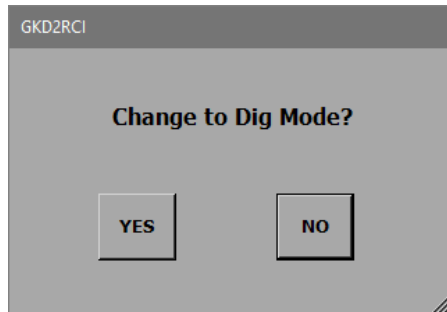 GKD2RCI
Change to Dig Mode?
YES NO